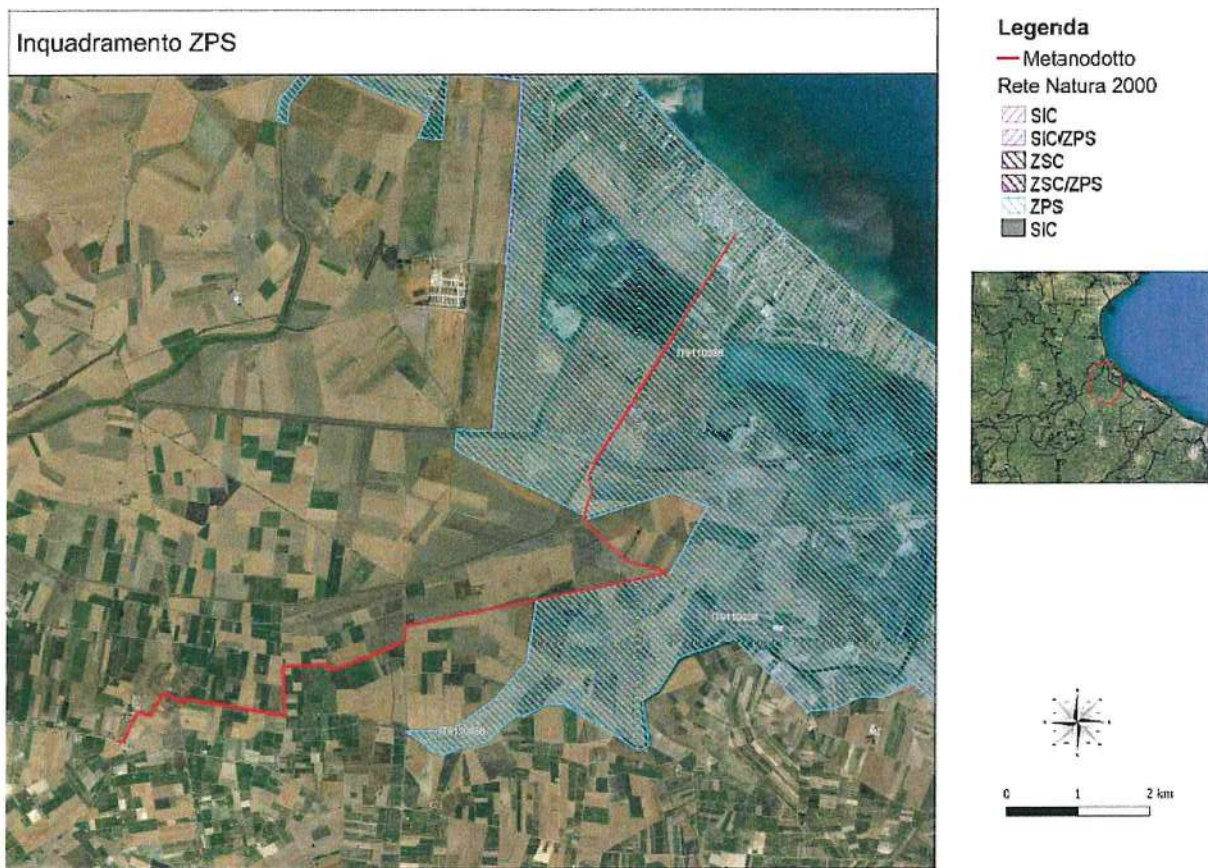 Inquadramento ZPS
Legenda
Metanodotto
Rete Natura 2000
SIC
SIC/ZPS
ZSC
ZSC/ZPS
ZPS
SIC
0 1 2 km